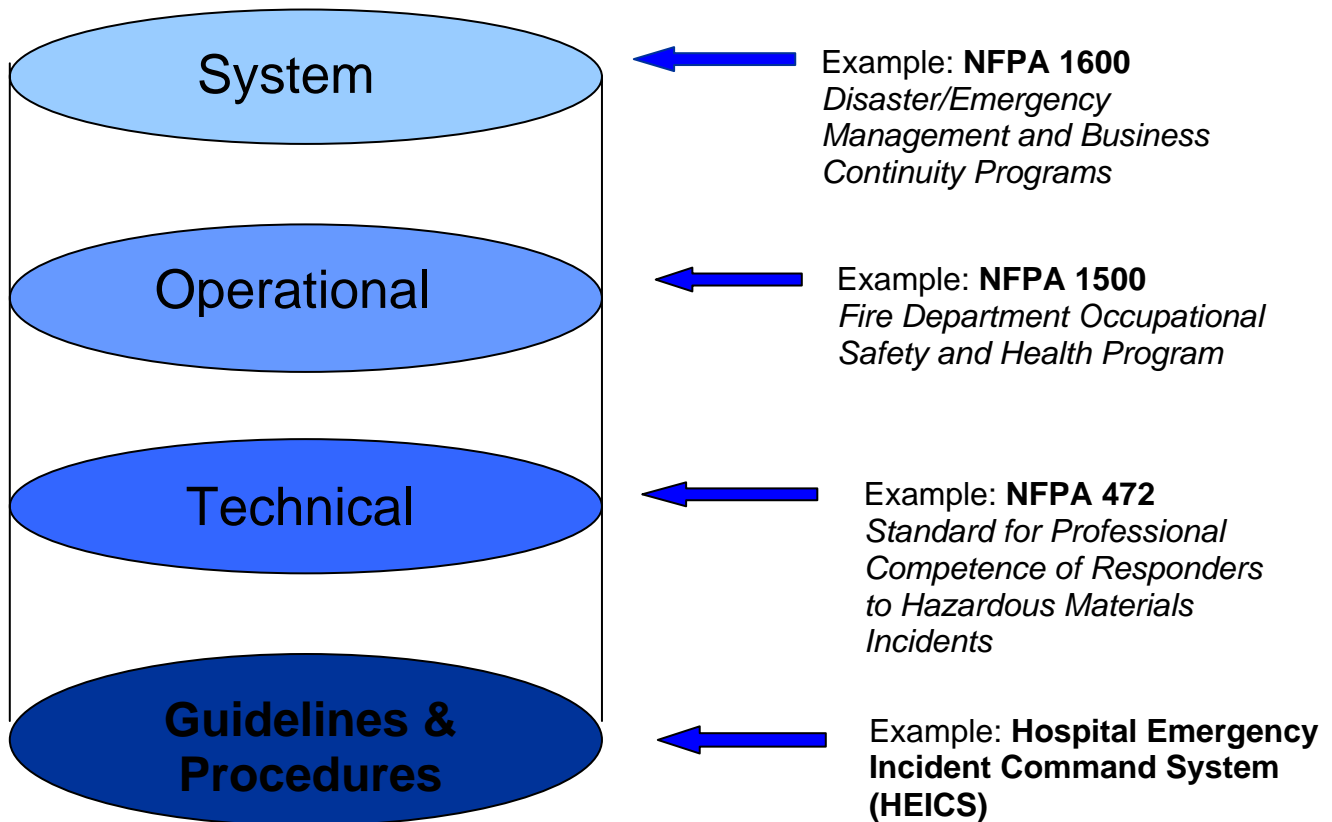 System
Example: NFPA 1600
Disaster/Emergency
Management and Business
Continuity Programs
Operational
Example: NFPA 1500
Fire Department Occupational
Safety and Health Program
Technical
Example: NFPA 472
Standard for Professional
Competence of Responders
to Hazardous Materials
Incidents
Guidelines &
Procedures
Example: Hospital Emergency
Incident Command System
(HEICS)